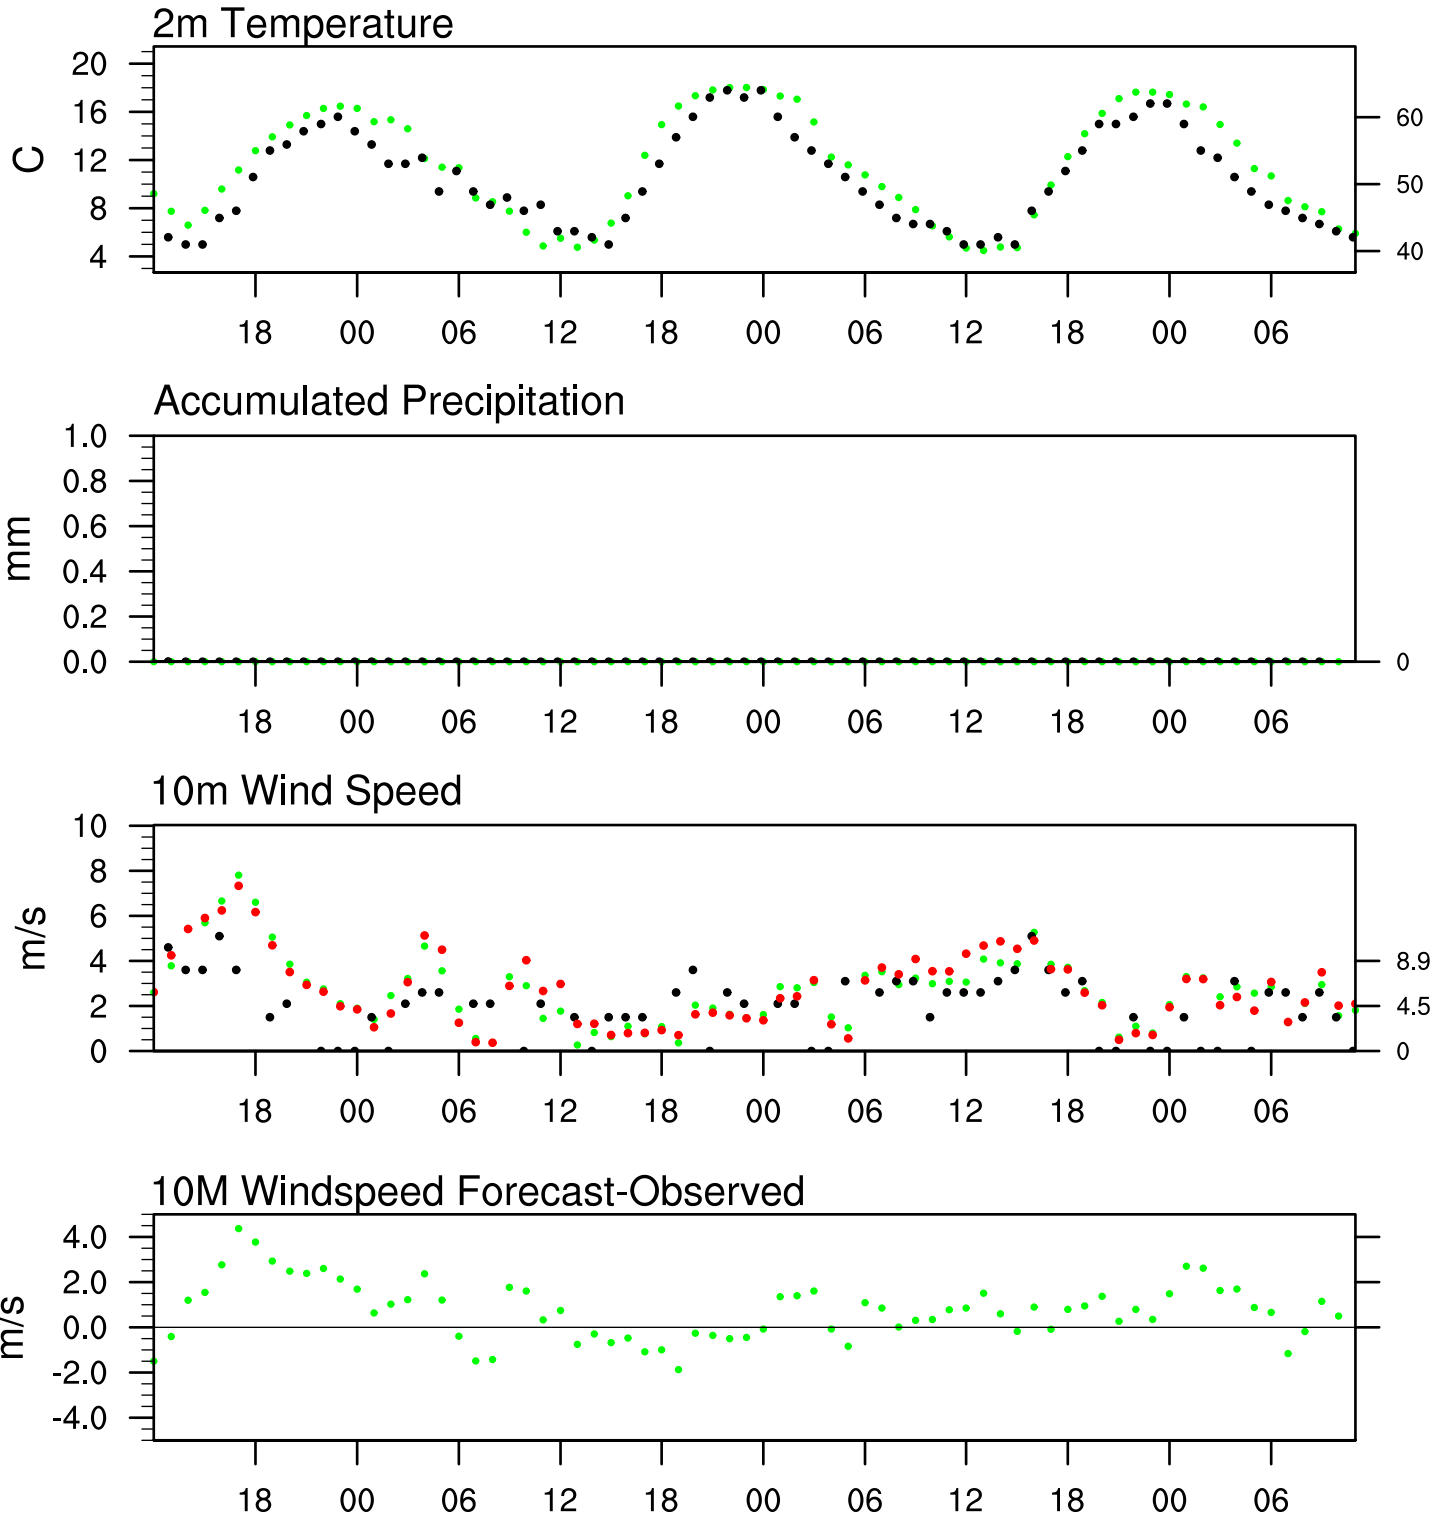 2m Temperature
20
16
12
8
4
C
60
50
40
18 00 06 12 18 00 06 12 18 00 06
Accumulated Precipitation
1.0
0.8
0.6
0.4
0.2
0.0
mm
0
18 00 06 12 18 00 06 12 18 00 06
10m Wind Speed
10
8
6
4
2
0
m/s
8.9
4.5
0
18 00 06 12 18 00 06 12 18 00 06
10M Windspeed Forecast-Observed
4.0
2.0
0.0
-2.0
-4.0
m/s
18 00 06 12 18 00 06 12 18 00 06